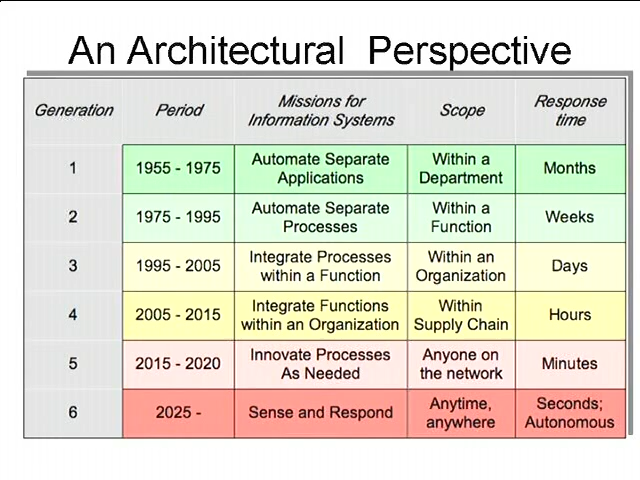 An Architectural Perspective
Generation Period Missions for Information Systems Scope Response time
1 1955 - 1975 Automate Separate Applications Within a Department Months
2 1975 - 1995 Automate Separate Processes Within a Function Weeks
3 1995 - 2005 Integrate Processes within a Function Within an Organization Days
4 2005 - 2015 Integrate Functions within an Organization Within Supply Chain Hours
5 2015 - 2020 Innovate Processes As Needed Anyone on the network Minutes
6 2025 - Sense and Respond Anytime, anywhere Seconds; Autonomous